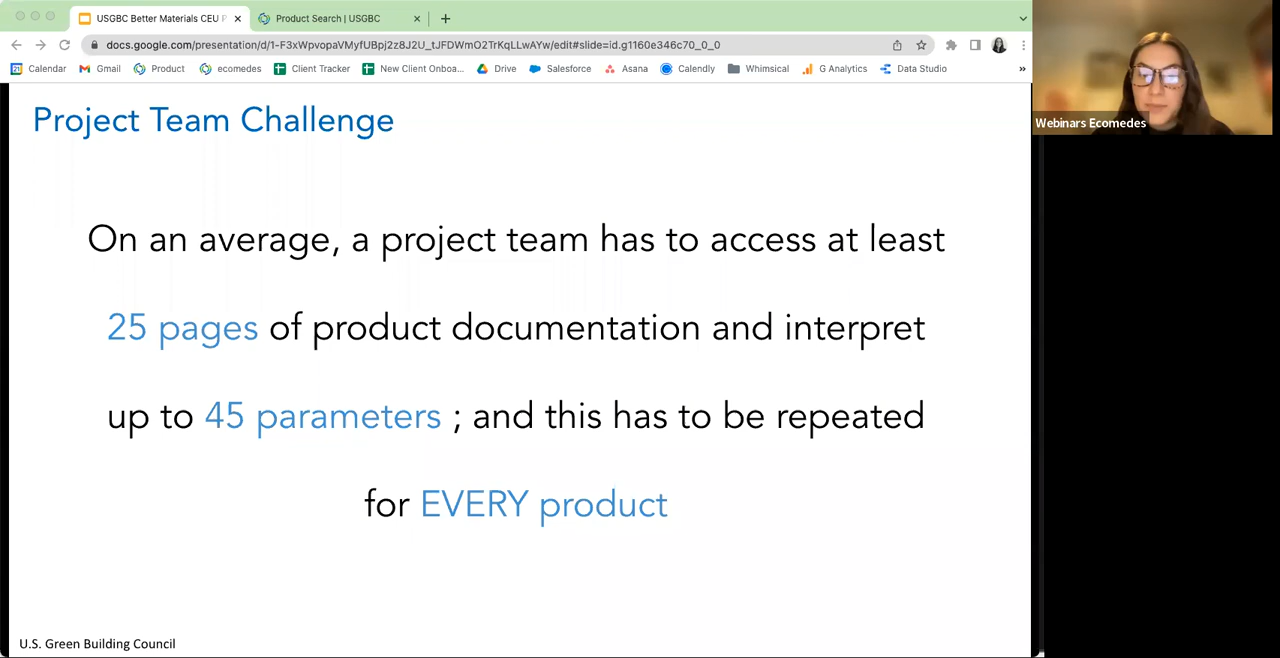 USGBC Better Materials CEU P
Product Search | USGBC
docs.google.com/presentation/d/1-F3xWpvopaVMyfUBpj2z8J2U_tJFDWmO2TrKqLLwAYw/edit#slide=id.g1160e346c70_0_0
Calendar Gmail Product ecomedes Client Tracker New Client Onboa... Drive Salesforce Asana Calendly Whimsical G Analytics Data Studio »
Webinars Ecomedes
Project Team Challenge
On an average, a project team has to access at least
25 pages of product documentation and interpret
up to 45 parameters ; and this has to be repeated
for EVERY product
U.S. Green Building Council